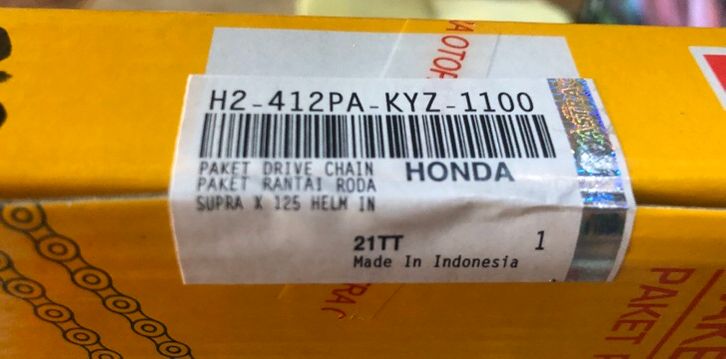 H2-412PA-KYZ-1100
PAKET DRIVE CHAIN
HONDA
PAKET RANTAI RODA
SUPRA X 125 HELM IN
21TT
1
Made In Indonesia
PAKET